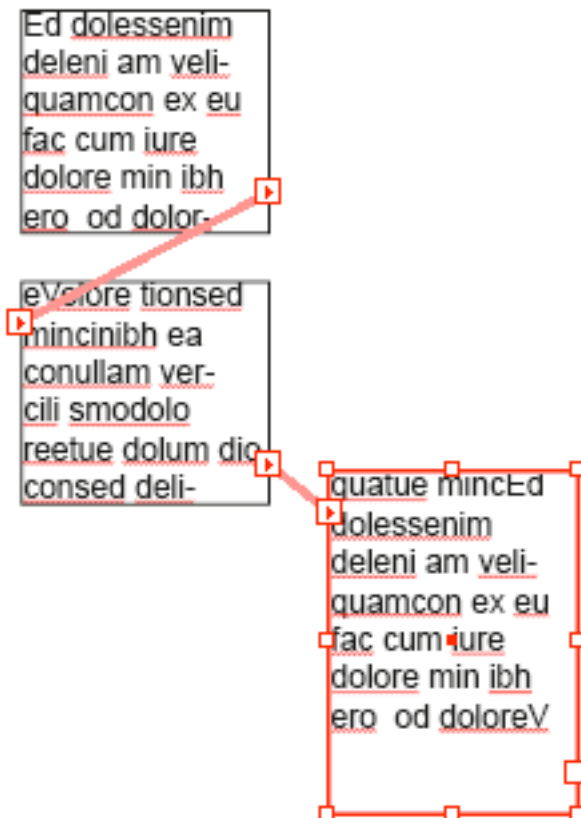 Ed dolessenim
deleni am veli-
quamcon ex eu
fac cum iure
dolore min ibh
ero  od dolor-
eVolore tionsed
mincinibh ea
conullam ver-
cili smodolo
reetue dolum dio
consed deli-
quatue mincEd
dolessenim
deleni am veli-
quamcon ex eu
fac cum iure
dolore min ibh
ero  od doloreV